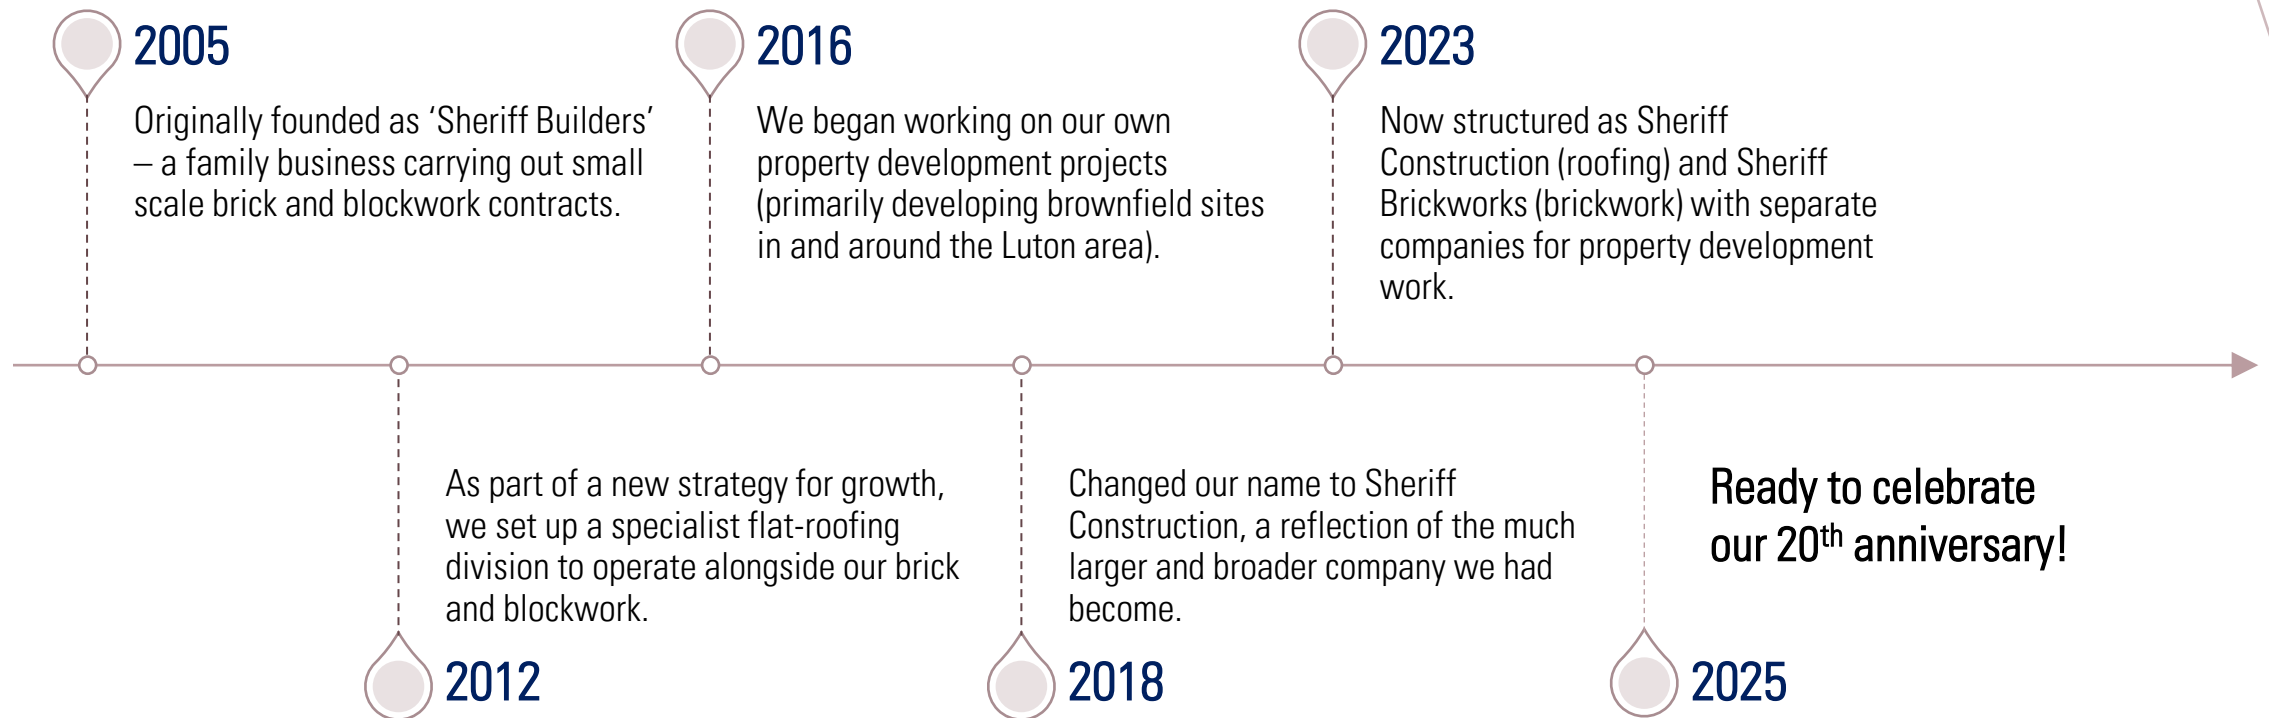 2005
Originally founded as ‘Sheriff Builders’
– a family business carrying out small
scale brick and blockwork contracts.
2016
We began working on our own
property development projects
(primarily developing brownfield sites
in and around the Luton area).
2023
Now structured as Sheriff
Construction (roofing) and Sheriff
Brickworks (brickwork) with separate
companies for property development
work.
As part of a new strategy for growth,
we set up a specialist flat-roofing
division to operate alongside our brick
and blockwork.
2012
Changed our name to Sheriff
Construction, a reflection of the much
larger and broader company we had
become.
2018
Ready to celebrate
our 20th anniversary!
2025